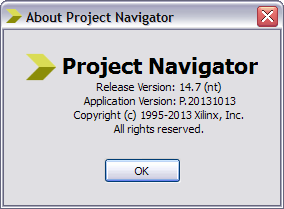 About Project Navigator
Project Navigator
Release Version: 14.7 (nt)
Application Version: P.20131013
Copyright (c) 1995-2013 Xilinx, Inc.
All rights reserved.
OK